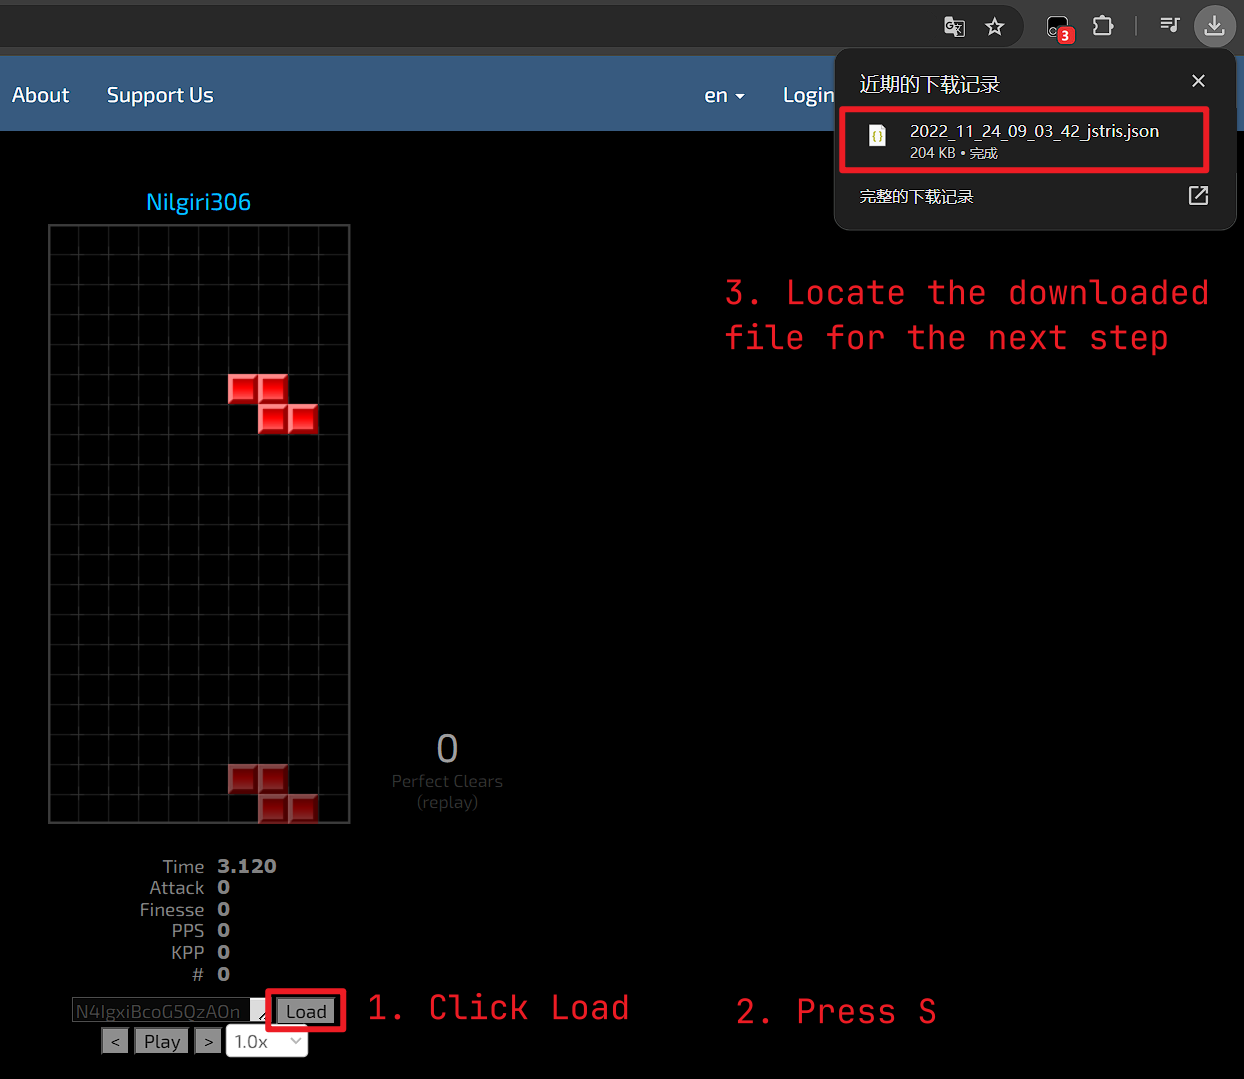 3
About
Support Us
en
Login
近期的下载记录
2022_11_24_09_03_42_jstris.json
204 KB • 完成
完整的下载记录
Nilgiri306
3. Locate the downloaded
file for the next step
0
Perfect Clears
(replay)
Time 3.120
Attack 0
Finesse 0
PPS 0
KPP 0
# 0
N4IgxiBcoG5QzAOn
Load
1. Click Load
2. Press S
<
Play
>
1.0x